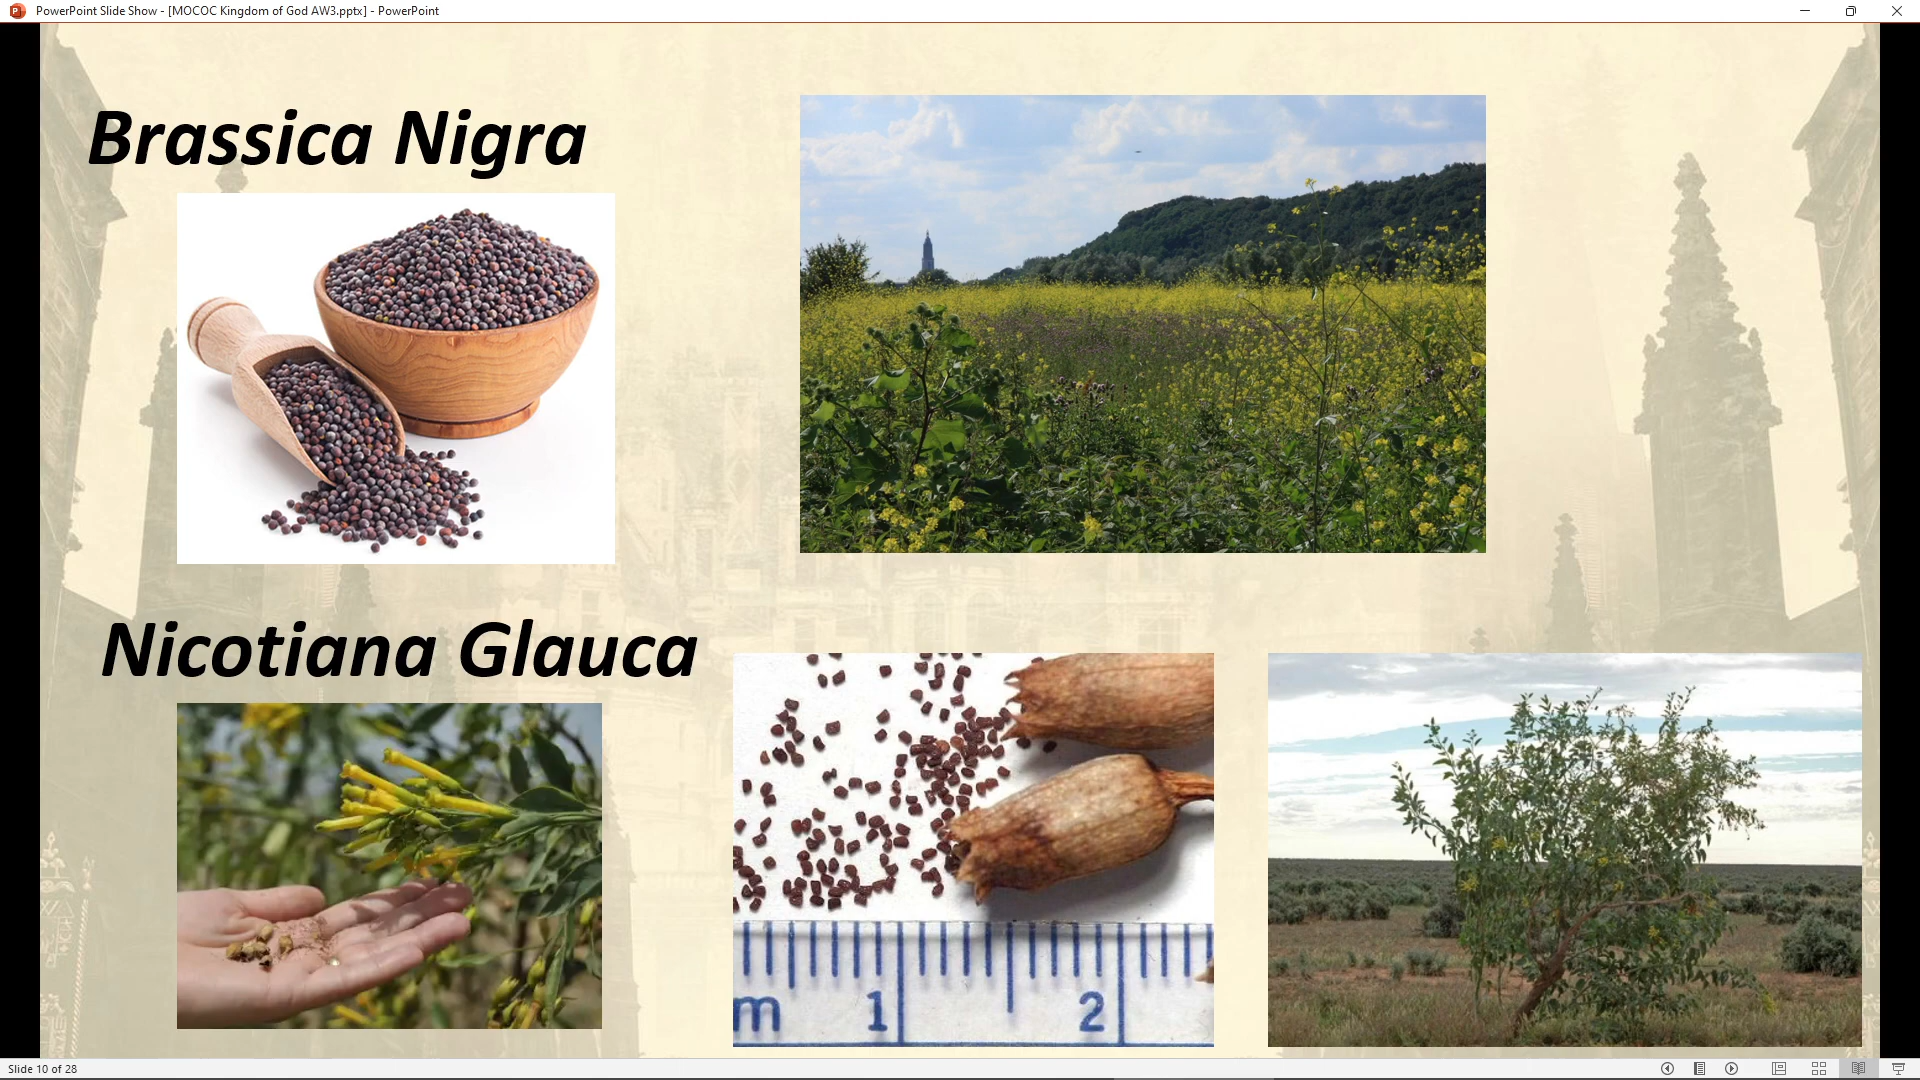 PowerPoint Slide Show - [MOCOC Kingdom of God AW3.pptx] - PowerPoint
Brassica Nigra
Nicotiana Glauca
m 1 2
Slide 10 of 28